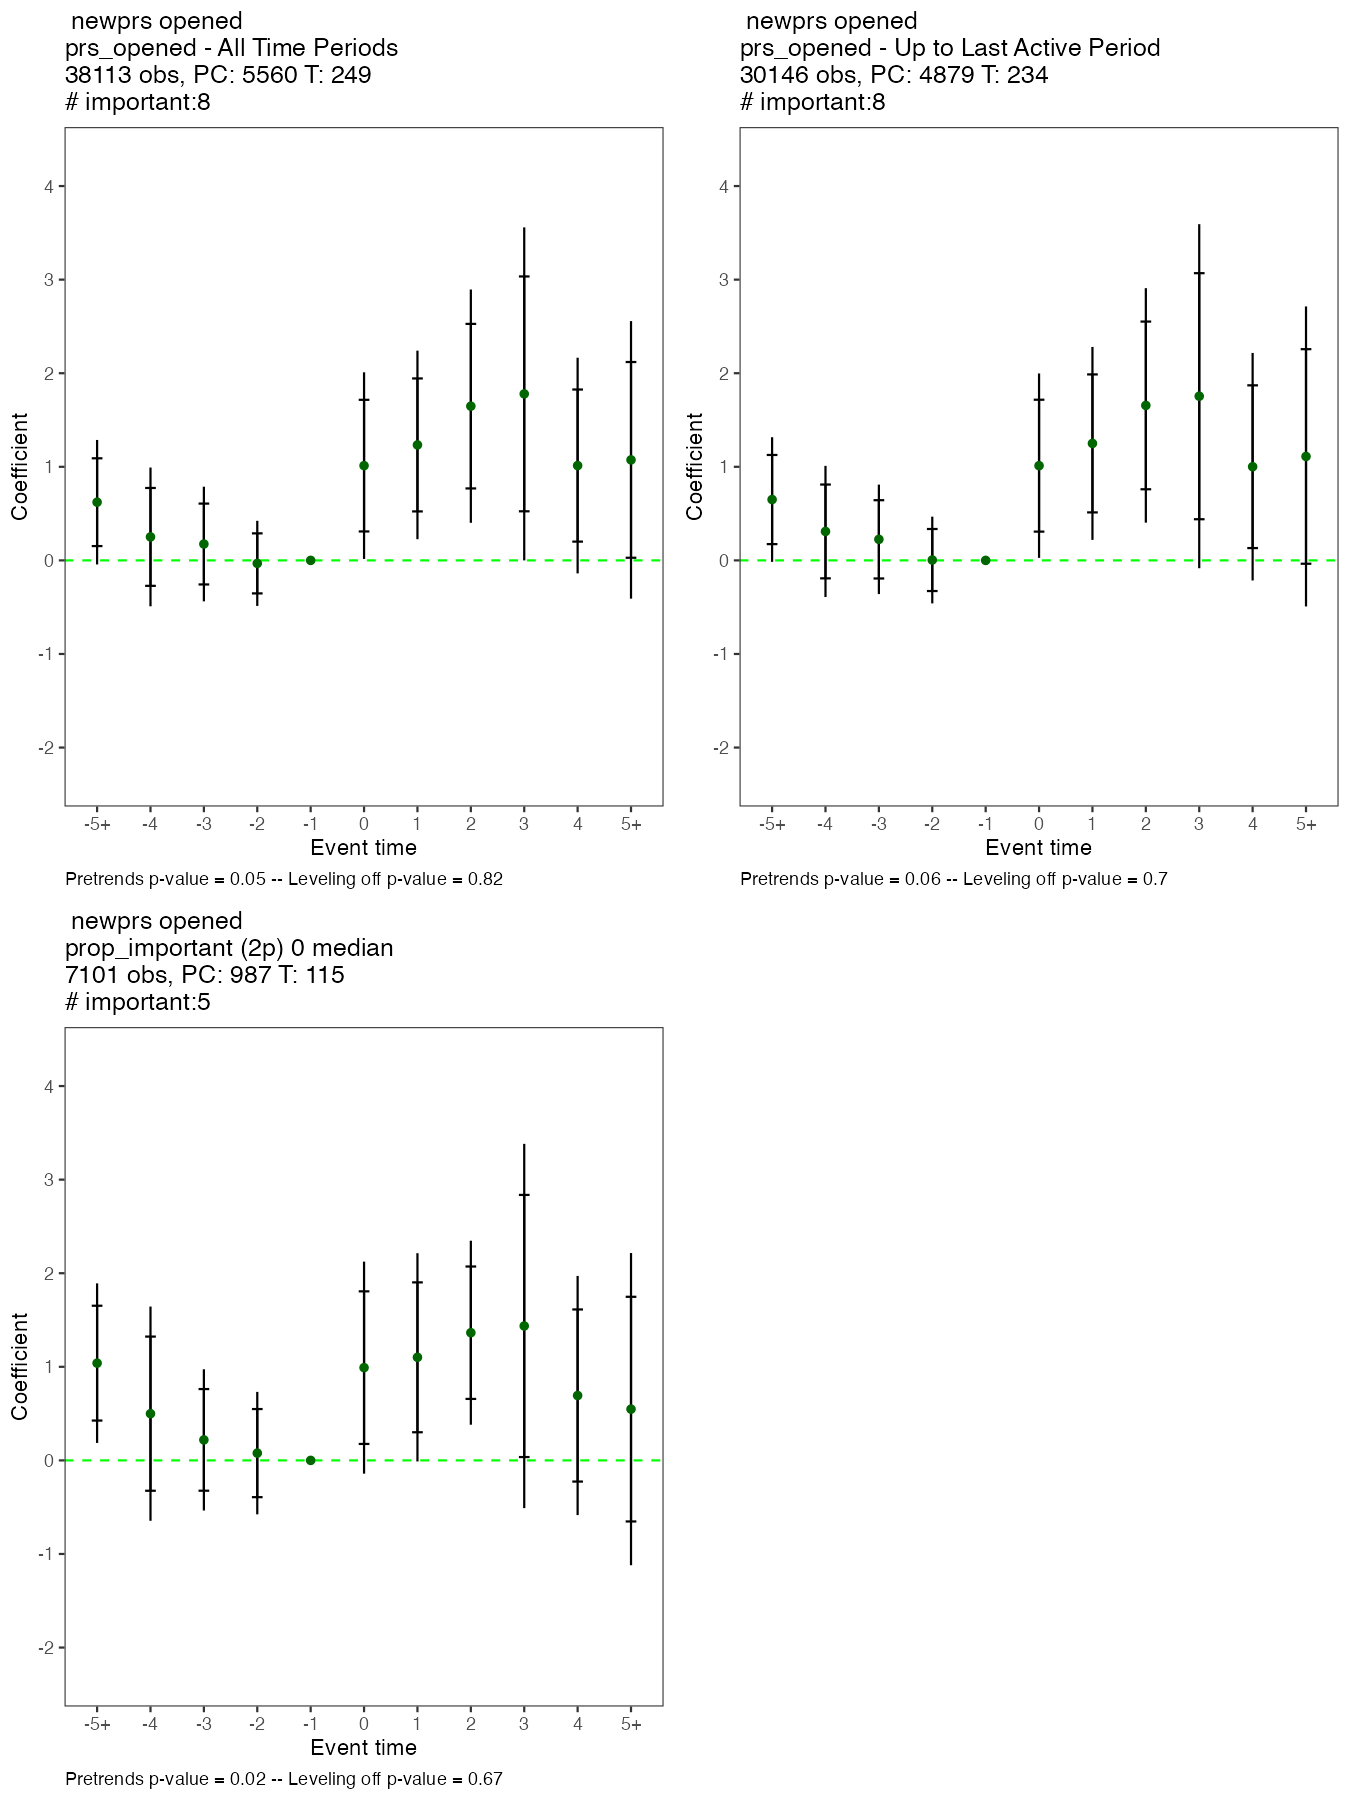 newprs opened
prs_opened - All Time Periods
38113 obs, PC: 5560 T: 249
# important:8
4
3
2
1
0
-1
-2
Coefficient
-5+ -4 -3 -2 -1 0 1 2 3 4 5+
Event time
Pretrends p-value = 0.05 -- Leveling off p-value = 0.82
newprs opened
prs_opened - Up to Last Active Period
30146 obs, PC: 4879 T: 234
# important:8
4
3
2
1
0
-1
-2
Coefficient
-5+ -4 -3 -2 -1 0 1 2 3 4 5+
Event time
Pretrends p-value = 0.06 -- Leveling off p-value = 0.7
newprs opened
prop_important (2p) 0 median
7101 obs, PC: 987 T: 115
# important:5
4
3
2
1
0
-1
-2
Coefficient
-5+ -4 -3 -2 -1 0 1 2 3 4 5+
Event time
Pretrends p-value = 0.02 -- Leveling off p-value = 0.67